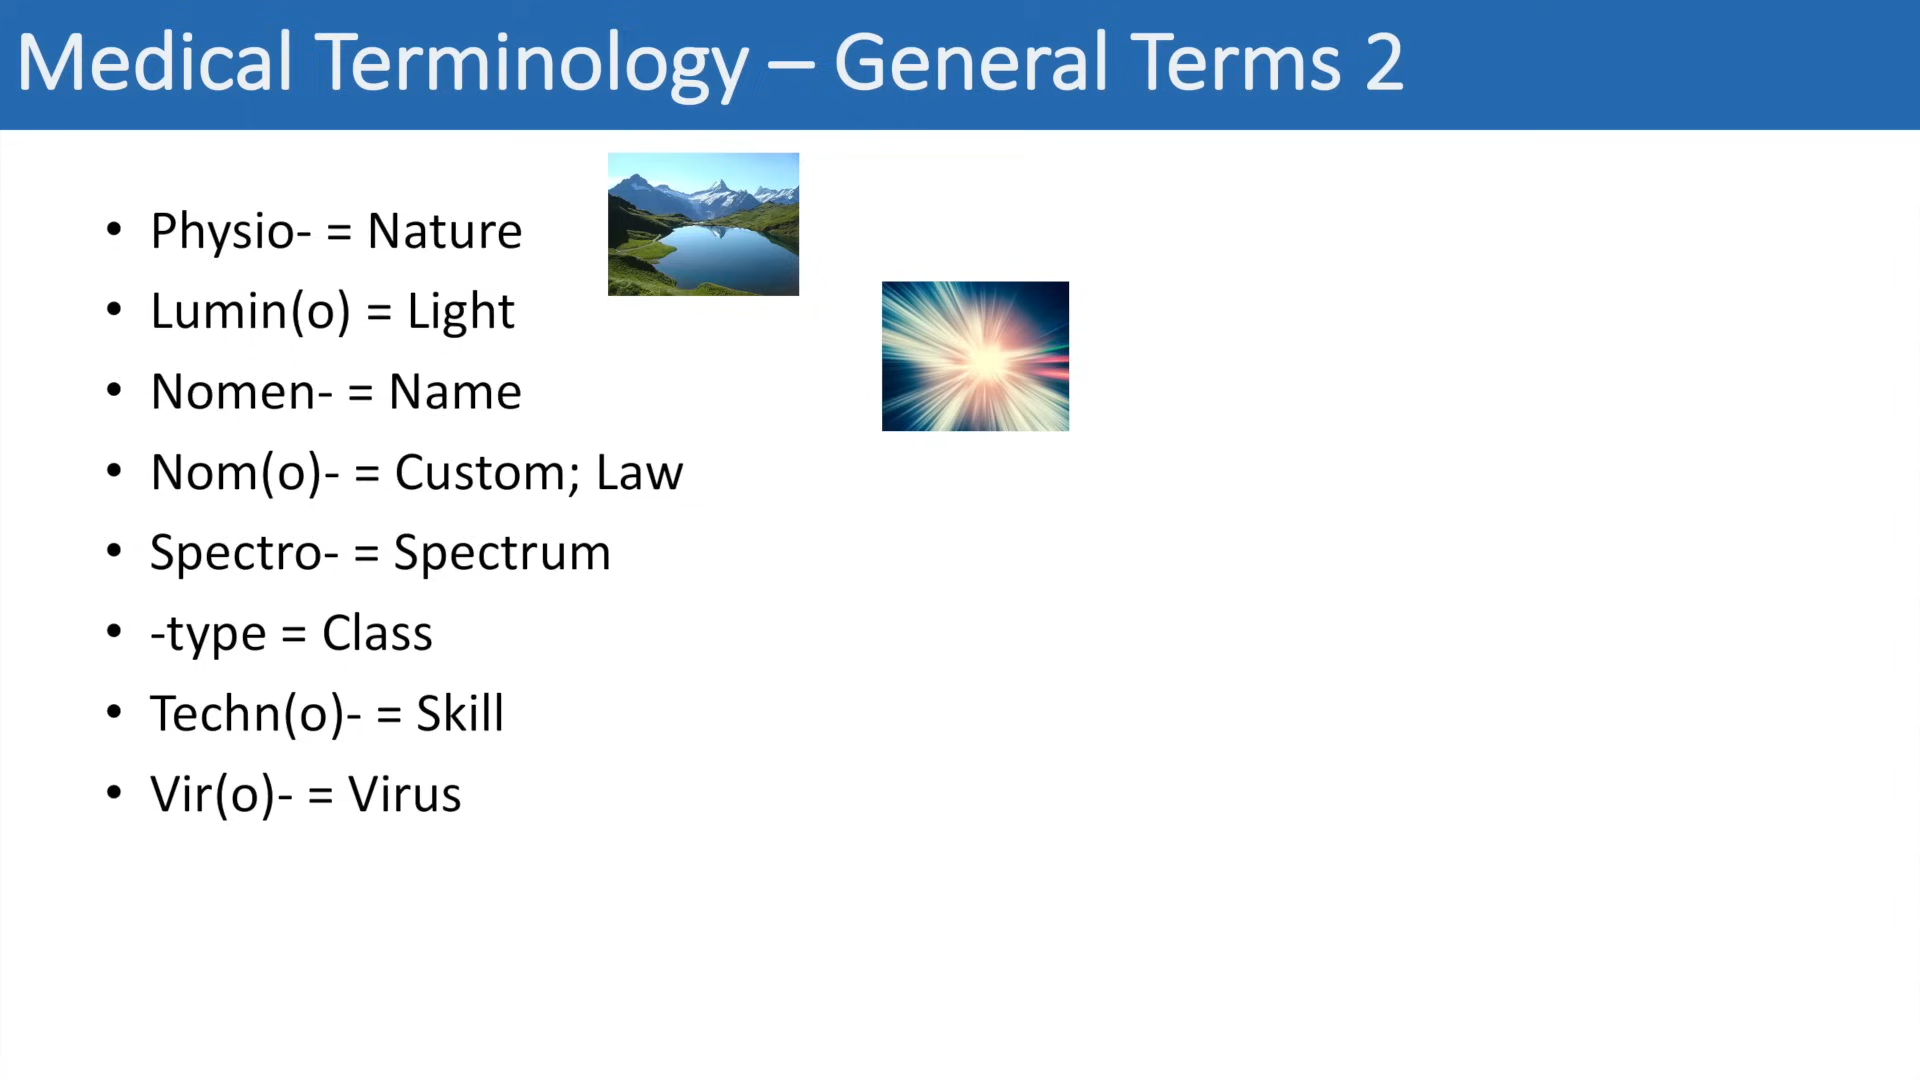 Medical Terminology – General Terms 2
• Physio- = Nature
• Lumin(o) = Light
• Nomen- = Name
• Nom(o)- = Custom; Law
• Spectro- = Spectrum
• -type = Class
• Techn(o)- = Skill
• Vir(o)- = Virus